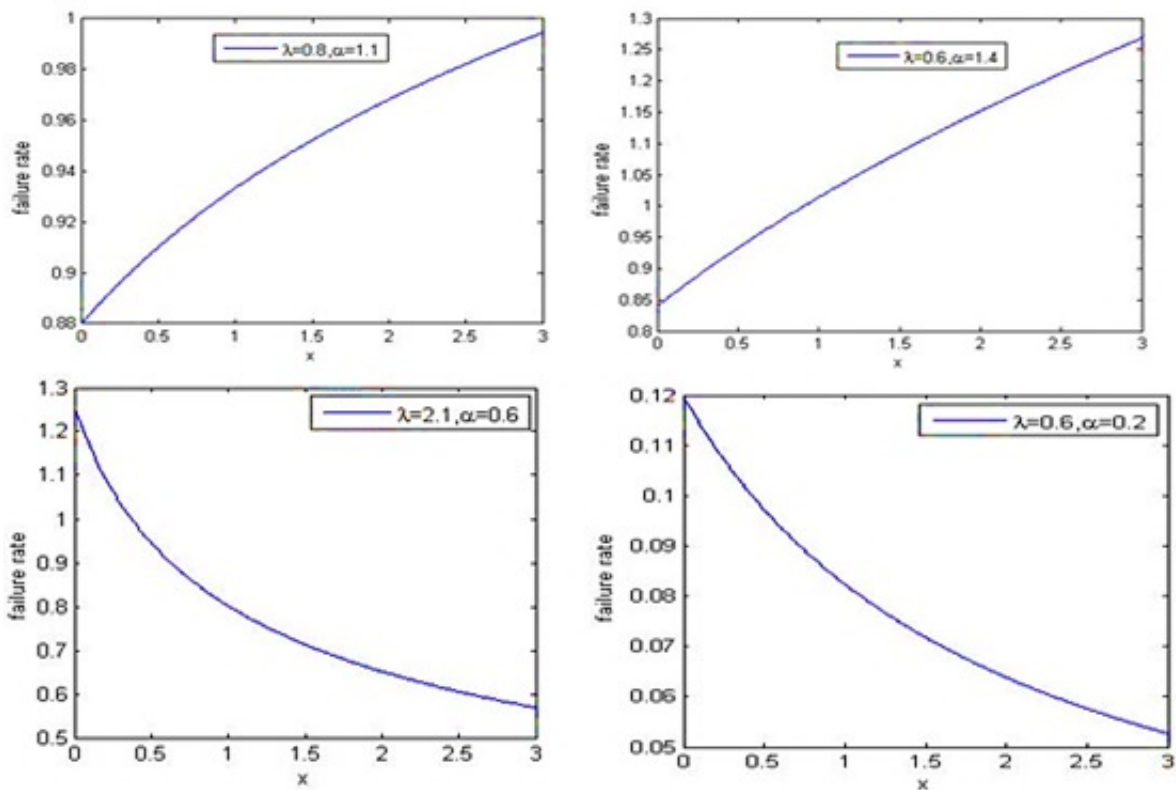 1
0.98
0.96
0.94
0.92
0.9
0.88
failure rate
λ=0.8,α=1.1
0 0.5 1 1.5 2 2.5 3
x
1.3
1.25
1.2
1.15
1.1
1.05
1
0.95
0.9
0.85
0.8
failure rate
λ=0.6,α=1.4
0 0.5 1 1.5 2 2.5 3
x
1.3
1.2
1.1
1
0.9
0.8
0.7
0.6
0.5
failure rate
λ=2.1,α=0.6
0 0.5 1 1.5 2 2.5 3
x
0.12
0.11
0.1
0.09
0.08
0.07
0.06
0.05
failure rate
λ=0.6,α=0.2
0 0.5 1 1.5 2 2.5 3
x